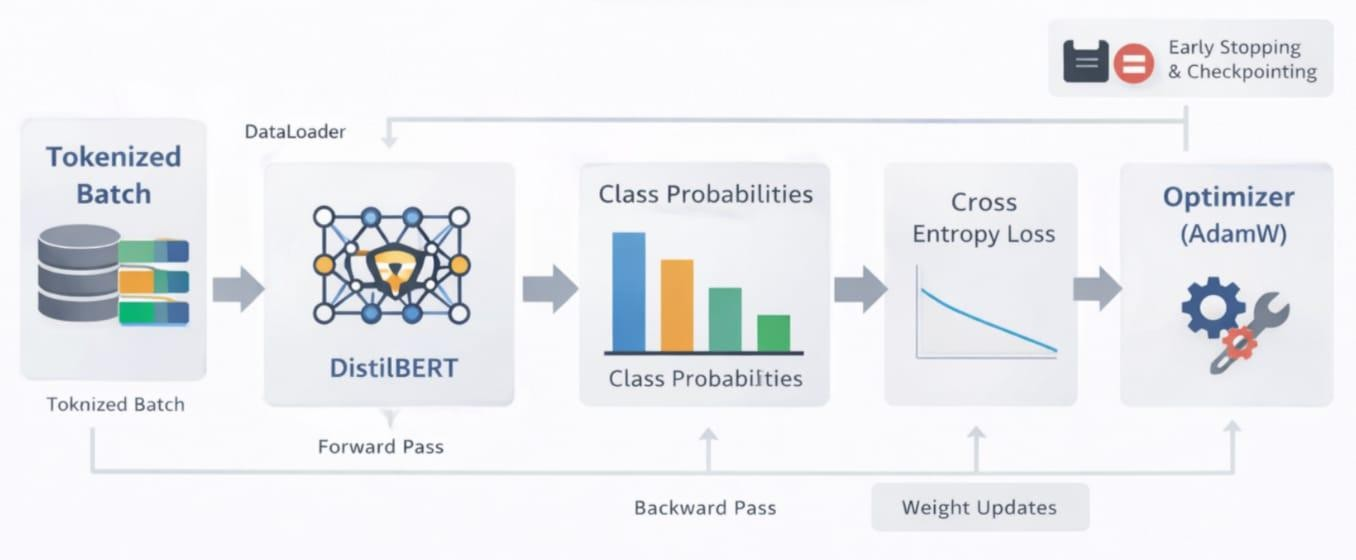 Early Stopping
& Checkpointing
DataLoader
Tokenized
Batch
Toknized Batch
DistilBERT
Forward Pass
Class Probabilities
Class Probabilities
Cross
Entropy Loss
Optimizer
(AdamW)
Backward Pass
Weight Updates